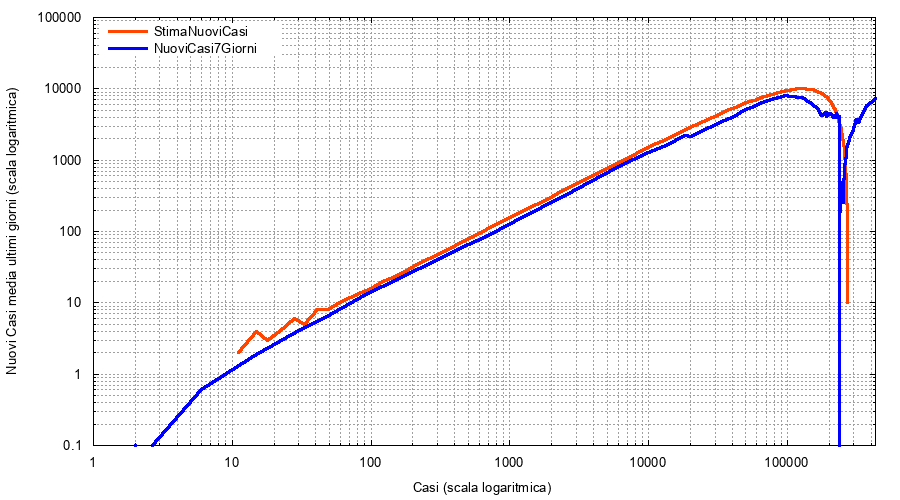 100000
10000
1000
100
10
1
0.1
StimaNuoviCasi
NuoviCasi7Giorni
Nuovi Casi media ultimi giorni (scala logaritmica)
1 10 100 1000 10000 100000
Casi (scala logaritmica)